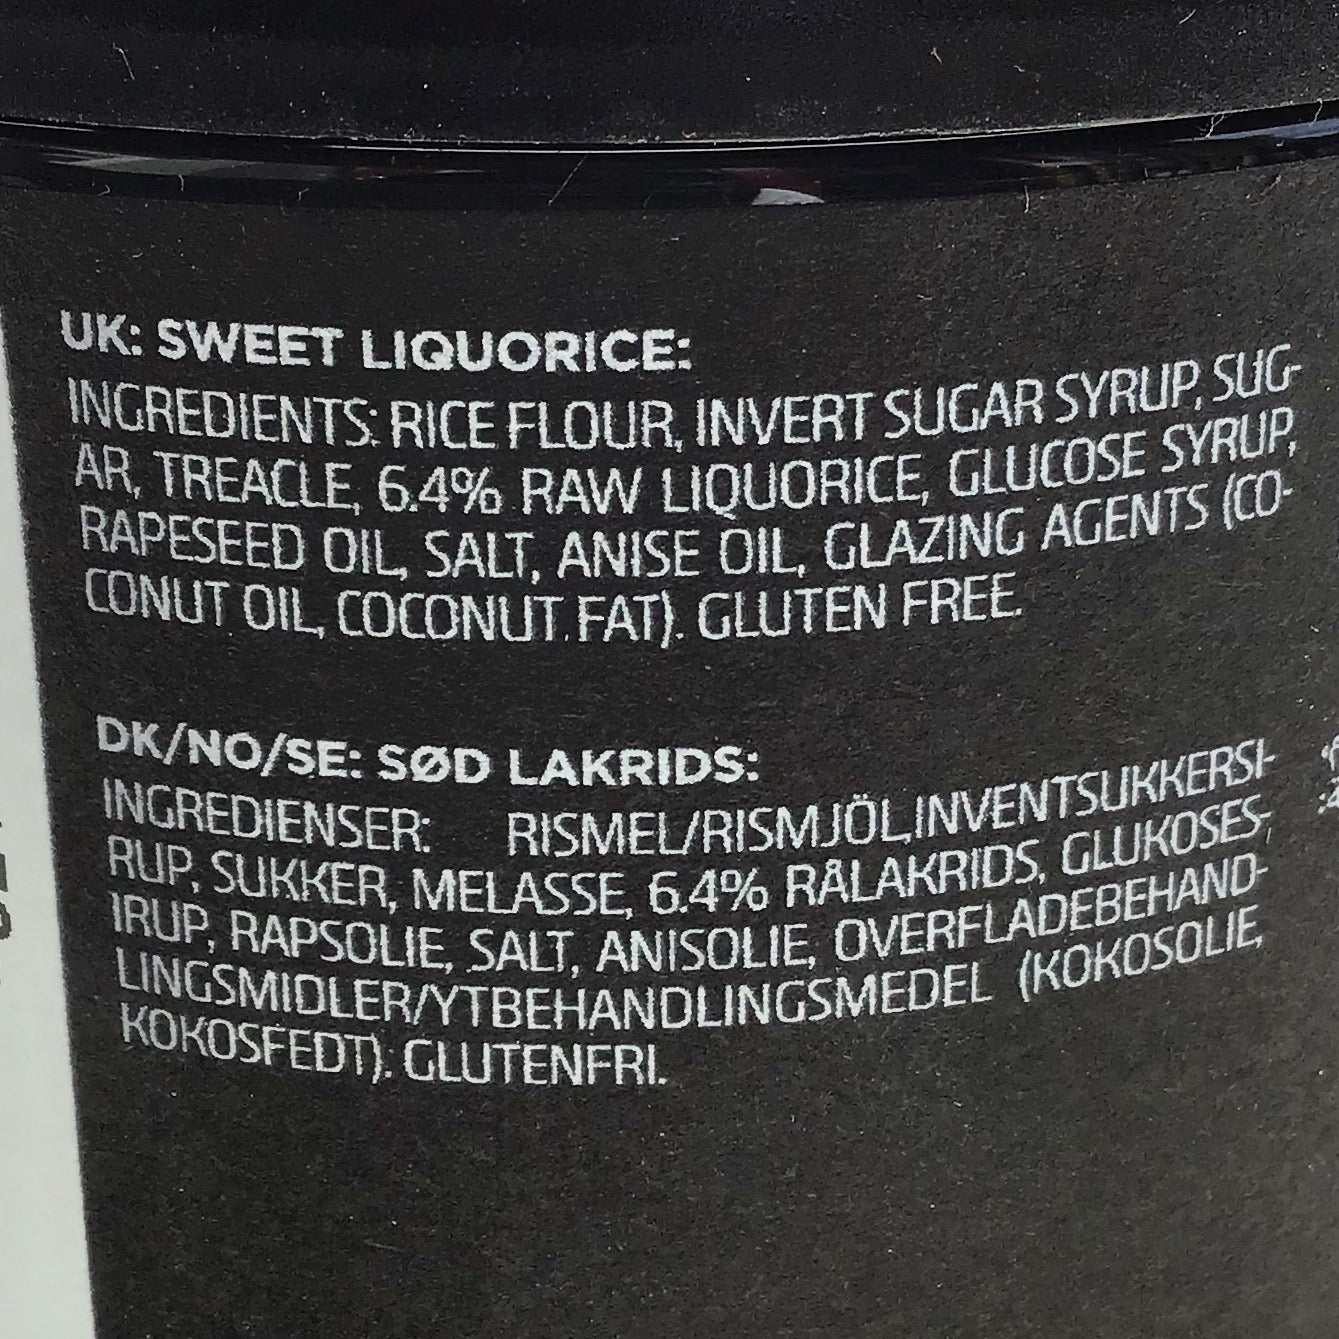 UK: SWEET LIQUORICE:
INGREDIENTS: RICE FLOUR, INVERT SUGAR SYRUP, SUG-
AR, TREACLE, 6.4% RAW LIQUORICE, GLUCOSE SYRUP,
RAPESEED OIL, SALT, ANISE OIL, GLAZING AGENTS (CO-
CONUT OIL, COCONUT FAT). GLUTEN FREE.
DK/NO/SE: SØD LAKRIDS:
INGREDIENSER: RISMEL/RISMJÖL,INVENTSUKKERSI-
RUP, SUKKER, MELASSE, 6.4% RÅLAKRIDS, GLUKOSES-
IRUP, RAPSOLIE, SALT, ANISOLIE, OVERFLADEBEHAND-
LINGSMIDLER/YTBEHANDLINGSMEDEL (KOKOSOLIE,
KOKOSFEDT). GLUTENFRI.